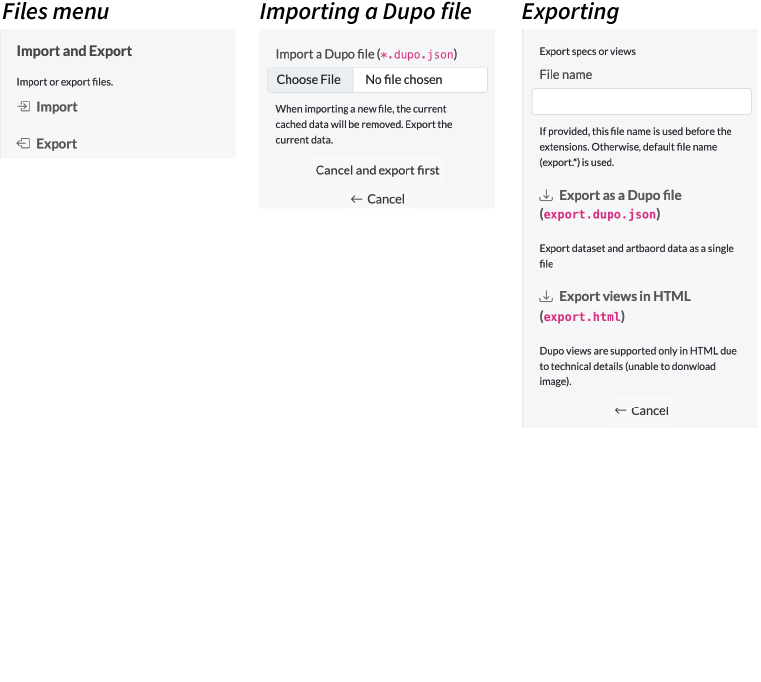 Files menu
Import and Export
Import or export files.
Import
Export
Importing a Dupo file
Import a Dupo file (*.dupo.json)
Choose File No file chosen
When importing a new file, the current
cached data will be removed. Export the
current data.
Cancel and export first
← Cancel
Exporting
Export specs or views
File name
If provided, this file name is used before the
extensions. Otherwise, default file name
(export.*) is used.
Export as a Dupo file
(export.dupo.json)
Export dataset and artbaord data as a single
file
Export views in HTML
(export.html)
Dupo views are supported only in HTML due
to technical details (unable to donwload
image).
← Cancel